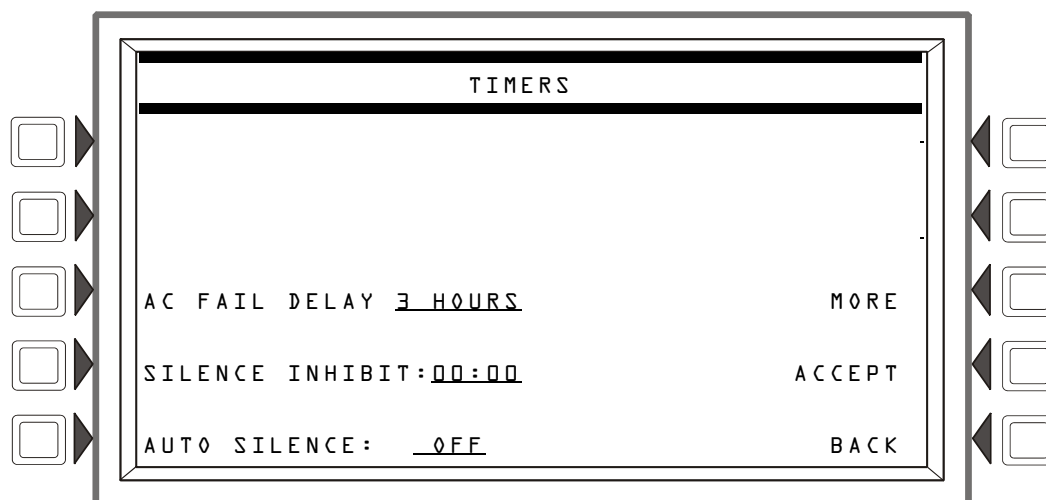 TIMERS
AC FAIL DELAY 3 HOURS MORE
SILENCE INHIBIT:00:00 ACCEPT
AUTO SILENCE: OFF BACK